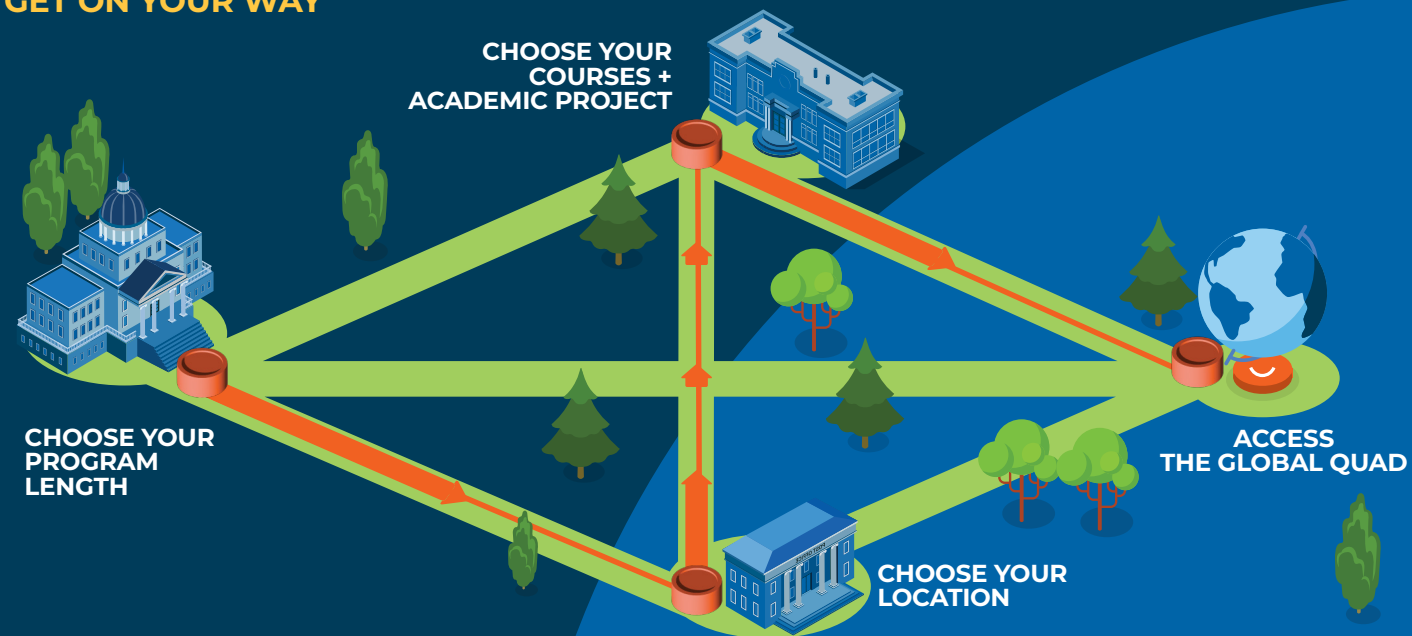 GET ON YOUR WAY
CHOOSE YOUR
COURSES +
ACADEMIC PROJECT
CHOOSE YOUR
PROGRAM
LENGTH
ACCESS
THE GLOBAL QUAD
CHOOSE YOUR
LOCATION